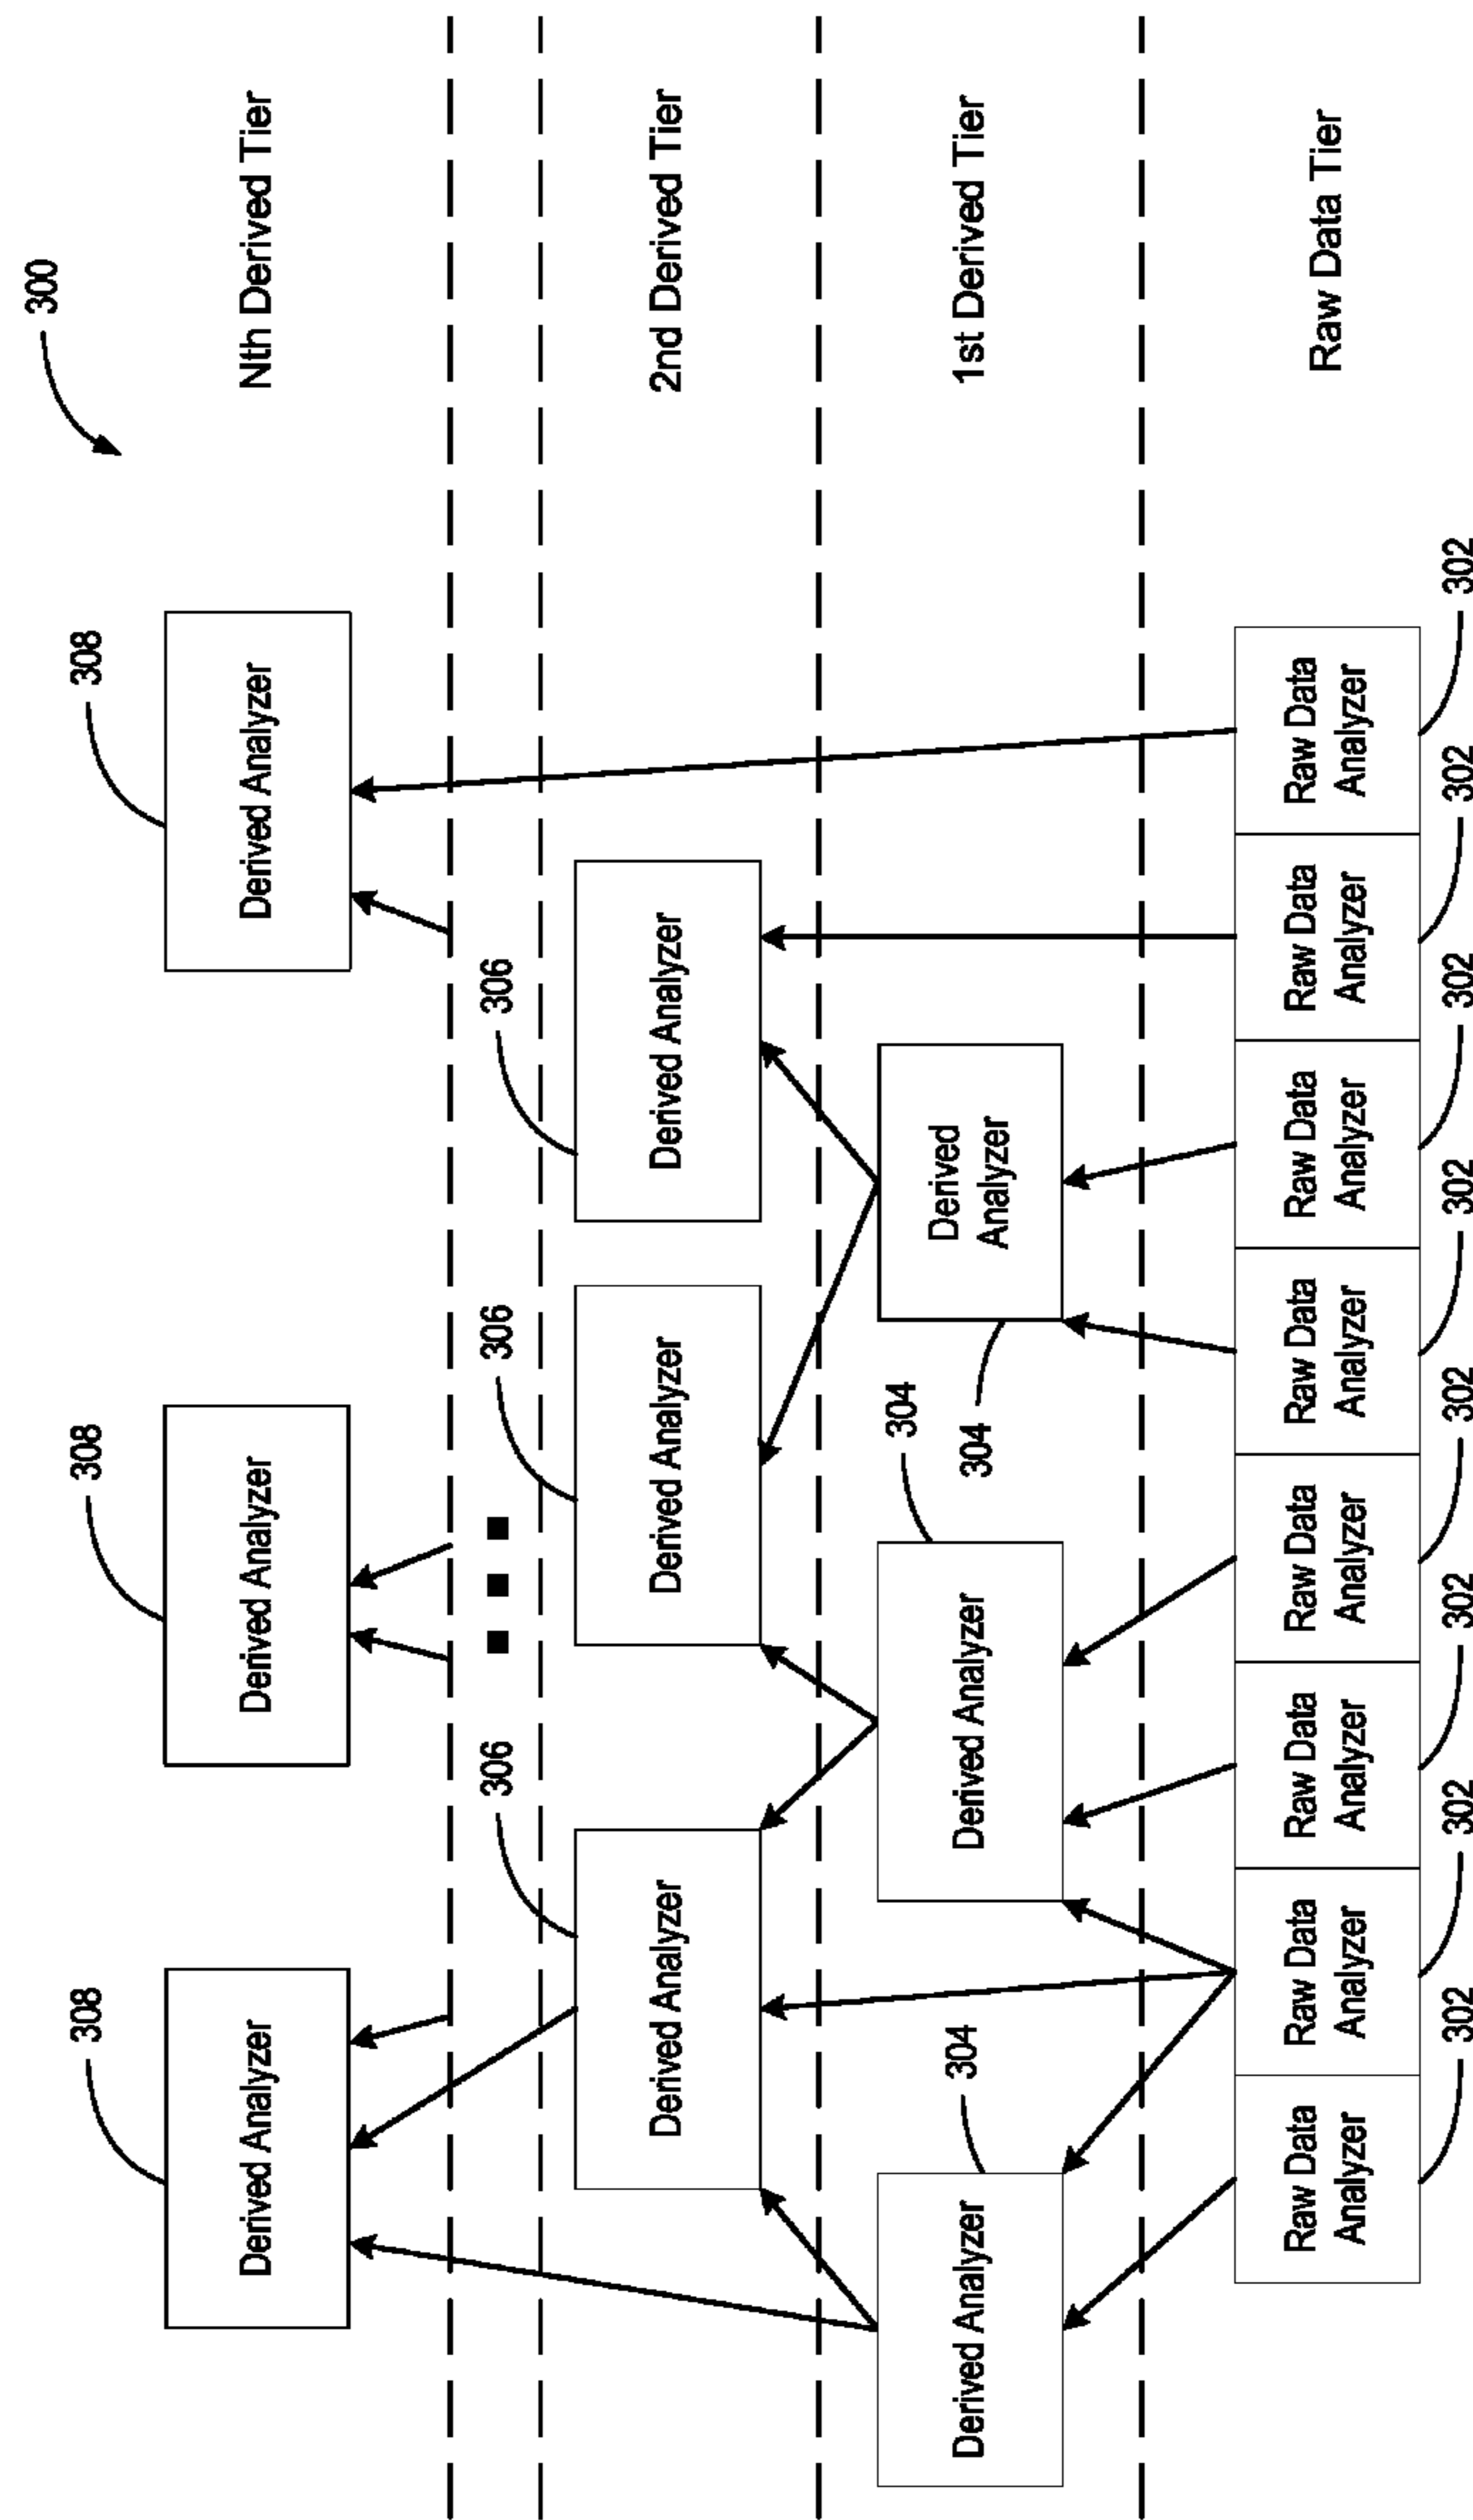 300
308
308
308
Derived Analyzer
Derived Analyzer
Derived Analyzer
Nth Derived Tier
306
306
306
Derived Analyzer
Derived Analyzer
Derived Analyzer
2nd Derived Tier
304
304
304
Derived Analyzer
Derived Analyzer
Derived
Analyzer
1st Derived Tier
Raw Data
Analyzer
Raw Data
Analyzer
Raw Data
Analyzer
Raw Data
Analyzer
Raw Data
Analyzer
Raw Data
Analyzer
Raw Data
Analyzer
Raw Data
Analyzer
Raw Data Tier
302
302
302
302
302
302
302
302